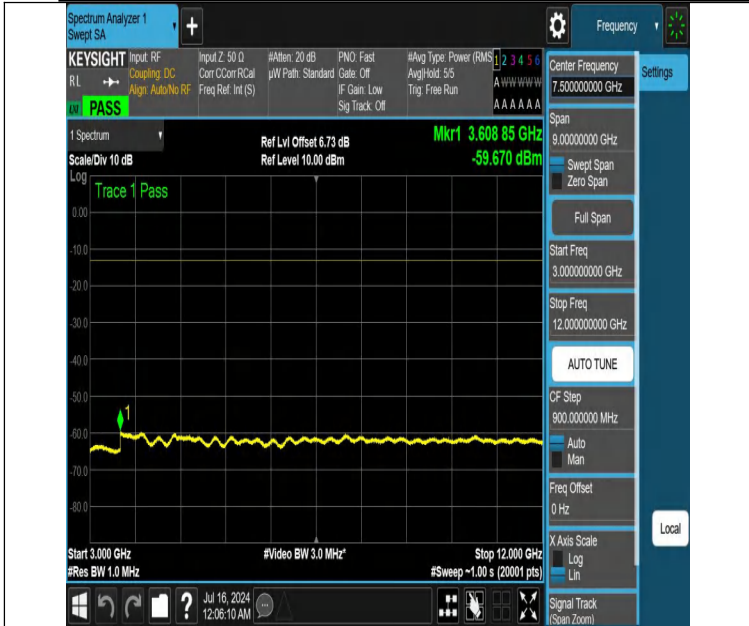 Spectrum Analyzer 1
Swept SA
+
Frequency
KEYSIGHT
RL
LXI
PASS
Input: RF
Coupling: DC
Align: Auto/No RF
Input Z: 50 Ω
Corr CCorr RCal
Freq Ref: Int (S)
#Atten: 20 dB
µW Path: Standard
PNO: Fast
Gate: Off
IF Gain: Low
Sig Track: Off
#Avg Type: Power (RMS
Avg|Hold: 5/5
Trig: Free Run
1 2 3 4 5 6
A W W W W W
A A A A A A
1 Spectrum
Scale/Div 10 dB
Ref Lvl Offset 6.73 dB
Ref Level 10.00 dBm
Mkr1 3.608 85 GHz
-59.670 dBm
Log
Trace 1 Pass
0.00
-10.0
-20.0
-30.0
-40.0
-50.0
-60.0
-70.0
-80.0
1
Start 3.000 GHz
#Res BW 1.0 MHz
#Video BW 3.0 MHz*
Stop 12.000 GHz
#Sweep ~1.00 s (20001 pts)
Center Frequency
7.500000000 GHz
Settings
Span
9.00000000 GHz
Swept Span
Zero Span
Full Span
Start Freq
3.000000000 GHz
Stop Freq
12.000000000 GHz
AUTO TUNE
CF Step
900.000000 MHz
Auto
Man
Freq Offset
0 Hz
X Axis Scale
Log
Lin
Signal Track
(Span Zoom)
Local
?
Jul 16, 2024
12:06:10 AM